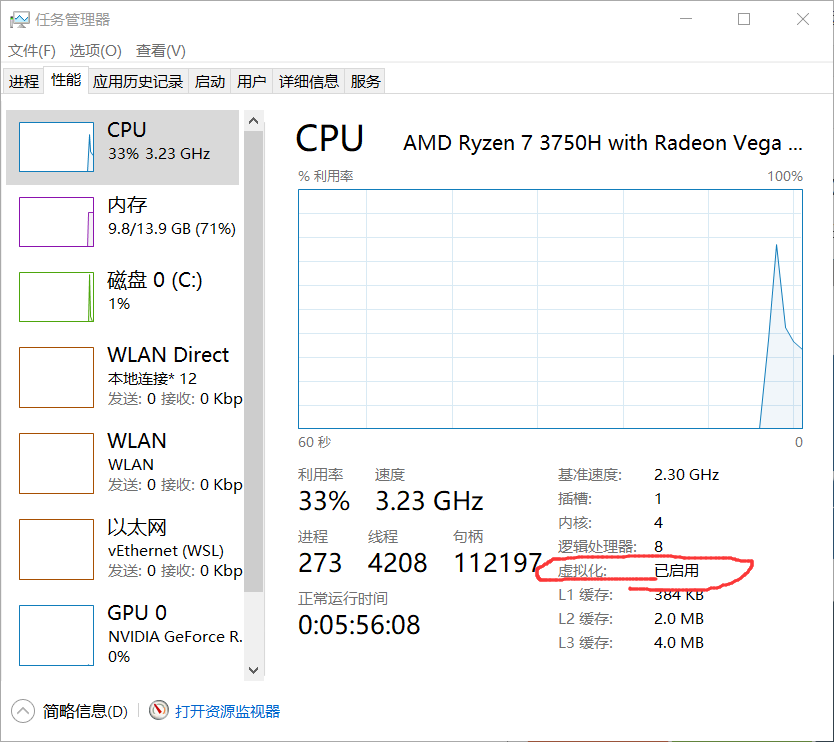 任务管理器
文件(F) 选项(O) 查看(V)
进程 性能 应用历史记录 启动 用户 详细信息 服务
CPU
33% 3.23 GHz
内存
9.8/13.9 GB (71%)
磁盘 0 (C:)
1%
WLAN Direct
本地连接* 12
发送: 0 接收: 0 Kbp
WLAN
WLAN
发送: 0 接收: 0 Kbp
以太网
vEthernet (WSL)
发送: 0 接收: 0 Kbp
GPU 0
NVIDIA GeForce R.
0%
CPU AMD Ryzen 7 3750H with Radeon Vega ...
% 利用率 100%
60 秒 0
利用率 速度
33% 3.23 GHz
进程 线程 句柄
273 4208 112197
正常运行时间
0:05:56:08
基准速度: 2.30 GHz
插槽: 1
内核: 4
逻辑处理器: 8
虚拟化: 已启用
L1 缓存: 384 KB
L2 缓存: 2.0 MB
L3 缓存: 4.0 MB
简略信息(D) 打开资源监视器